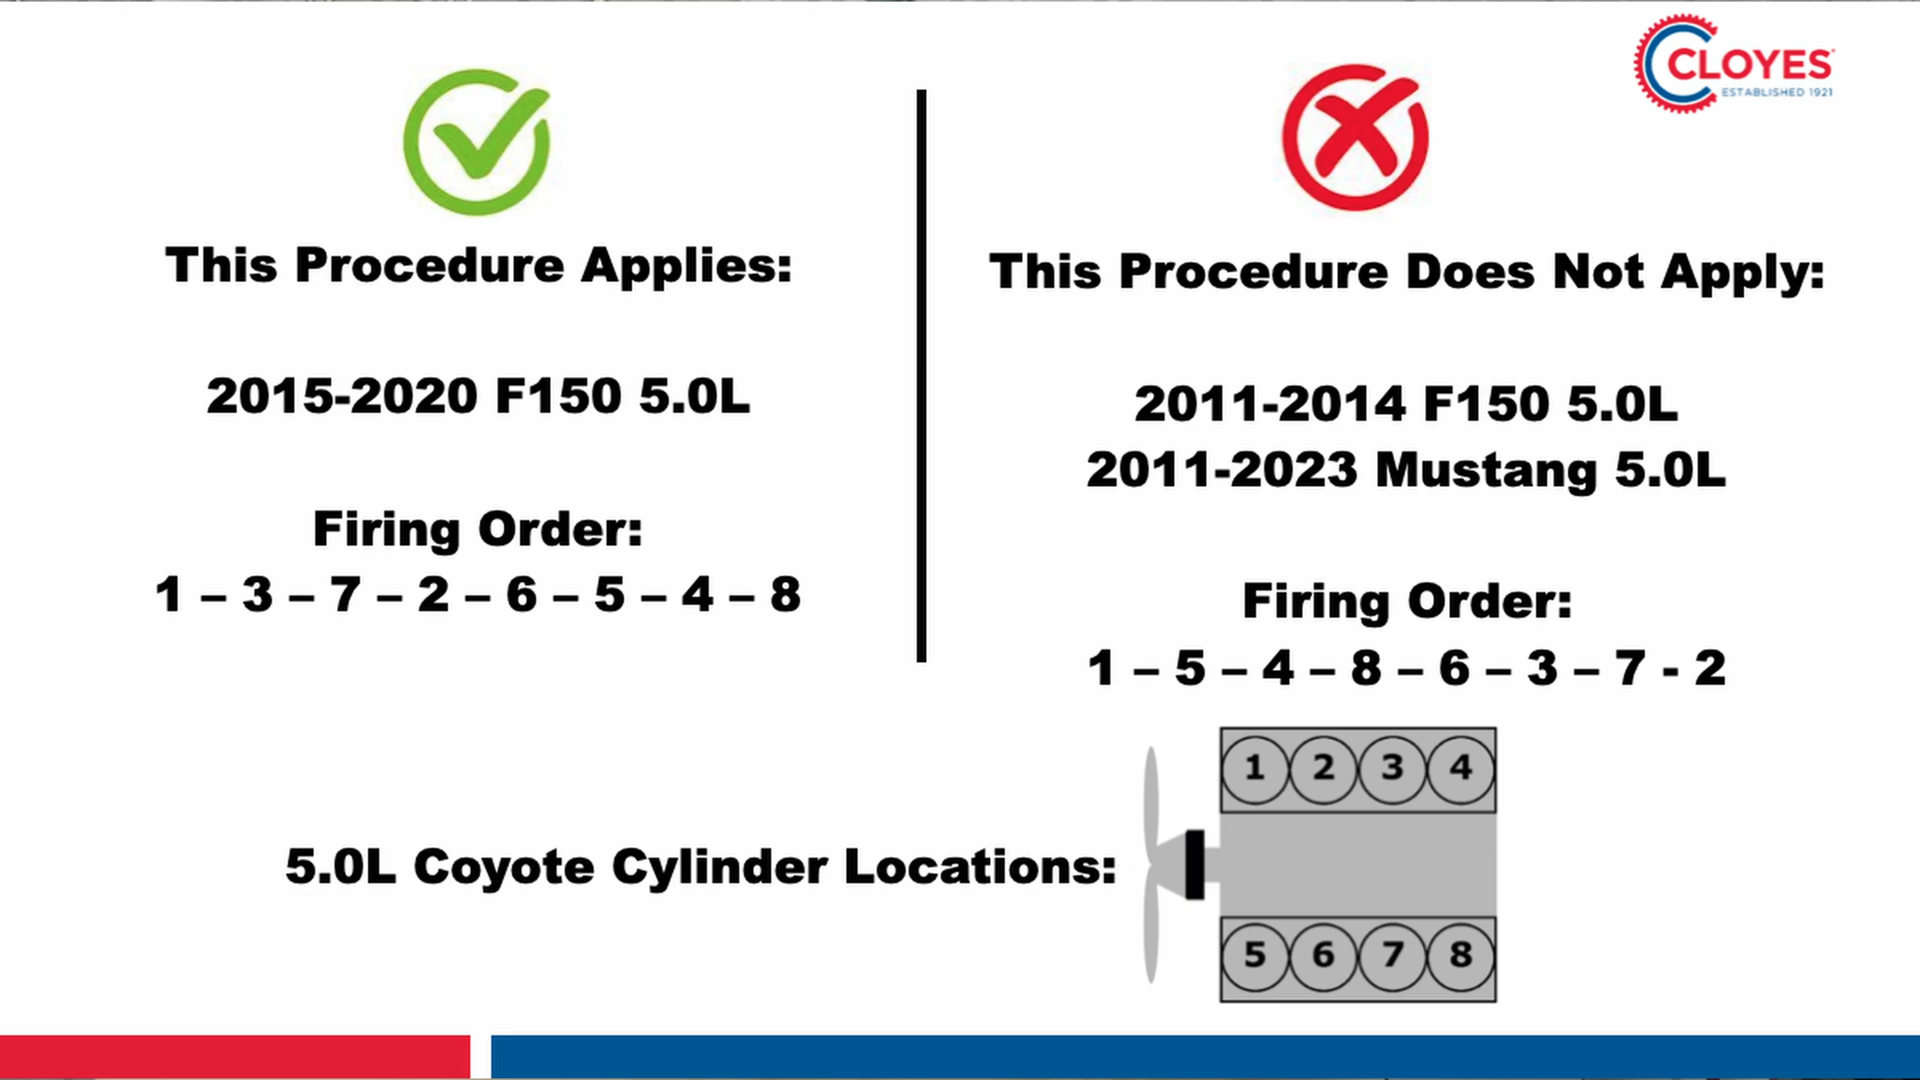 CLOYES
ESTABLISHED 1921
This Procedure Applies:
2015-2020 F150 5.0L
Firing Order:
1 – 3 – 7 – 2 – 6 – 5 – 4 – 8
This Procedure Does Not Apply:
2011-2014 F150 5.0L
2011-2023 Mustang 5.0L
Firing Order:
1 – 5 – 4 – 8 – 6 – 3 – 7 - 2
5.0L Coyote Cylinder Locations:
1 2 3 4
5 6 7 8